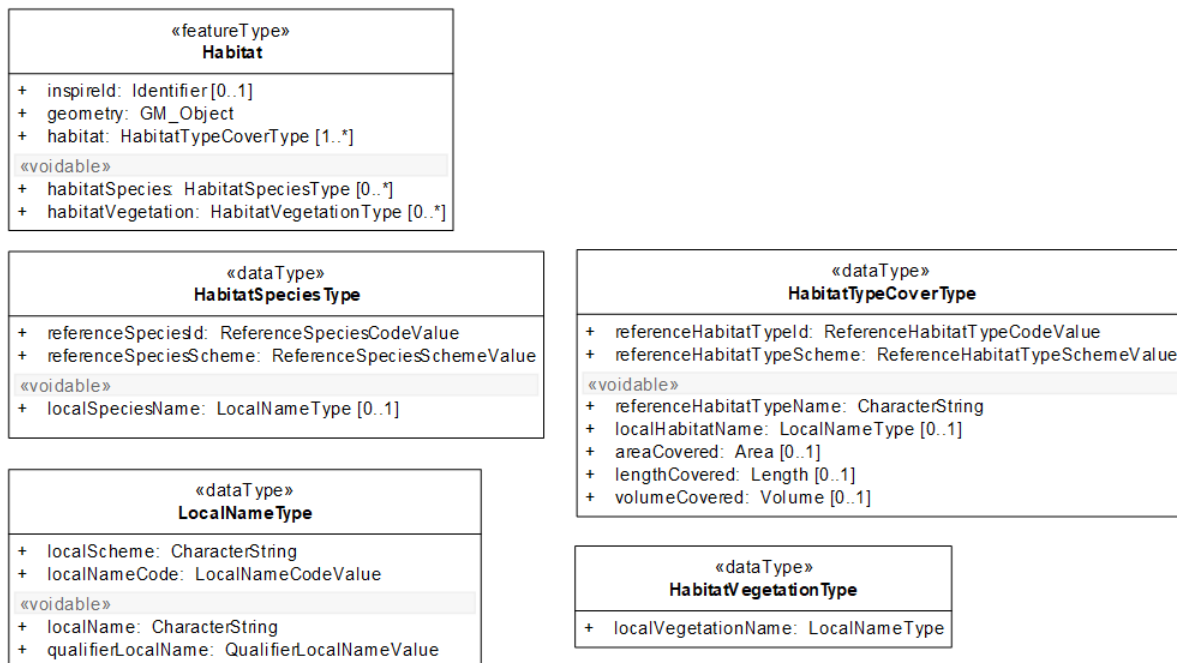 «featureType»
Habitat
+ inspireId: Identifier [0..1]
+ geometry: GM_Object
+ habitat: HabitatTypeCoverType [1..*]
«voidable»
+ habitatSpecies: HabitatSpeciesType [0..*]
+ habitatVegetation: HabitatVegetationType [0..*]
«dataType»
HabitatSpeciesType
+ referenceSpeciesId: ReferenceSpeciesCodeValue
+ referenceSpeciesScheme: ReferenceSpeciesSchemeValue
«voidable»
+ localSpeciesName: LocalNameType [0..1]
«dataType»
HabitatTypeCoverType
+ referenceHabitatTypeId: ReferenceHabitatTypeCodeValue
+ referenceHabitatTypeScheme: ReferenceHabitatTypeSchemeValue
«voidable»
+ referenceHabitatTypeName: CharacterString
+ localHabitatName: LocalNameType [0..1]
+ areaCovered: Area [0..1]
+ lengthCovered: Length [0..1]
+ volumeCovered: Volume [0..1]
«dataType»
LocalNameType
+ localScheme: CharacterString
+ localNameCode: LocalNameCodeValue
«voidable»
+ localName: CharacterString
+ qualifierLocalName: QualifierLocalNameValue
«dataType»
HabitatVegetationType
+ localVegetationName: LocalNameType